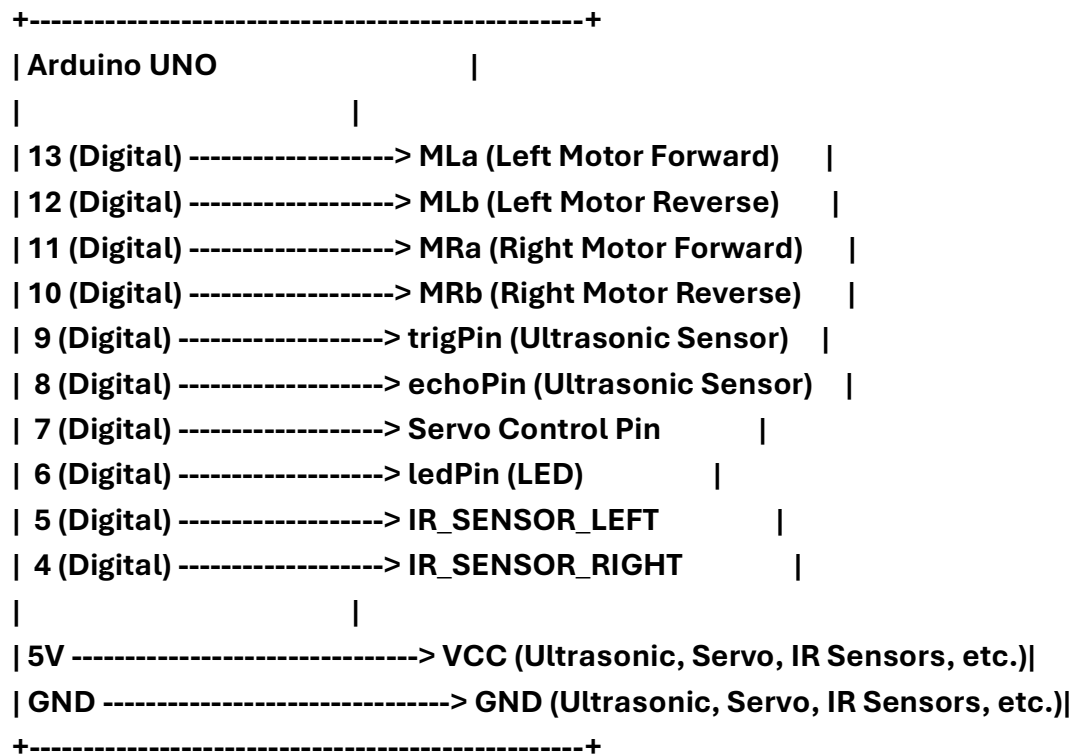 +----------------------------------------------------+
| Arduino UNO                         |
|                                 |
| 13 (Digital) -------------------> MLa (Left Motor Forward)    |
| 12 (Digital) -------------------> MLb (Left Motor Reverse)     |
| 11 (Digital) -------------------> MRa (Right Motor Forward)    |
| 10 (Digital) -------------------> MRb (Right Motor Reverse)     |
|  9 (Digital) -------------------> trigPin (Ultrasonic Sensor)   |
|  8 (Digital) -------------------> echoPin (Ultrasonic Sensor)   |
|  7 (Digital) -------------------> Servo Control Pin          |
|  6 (Digital) -------------------> ledPin (LED)             |
|  5 (Digital) -------------------> IR_SENSOR_LEFT          |
|  4 (Digital) -------------------> IR_SENSOR_RIGHT           |
|                                 |
| 5V --------------------------------> VCC (Ultrasonic, Servo, IR Sensors, etc.)|
| GND --------------------------------> GND (Ultrasonic, Servo, IR Sensors, etc.)|
+----------------------------------------------------+